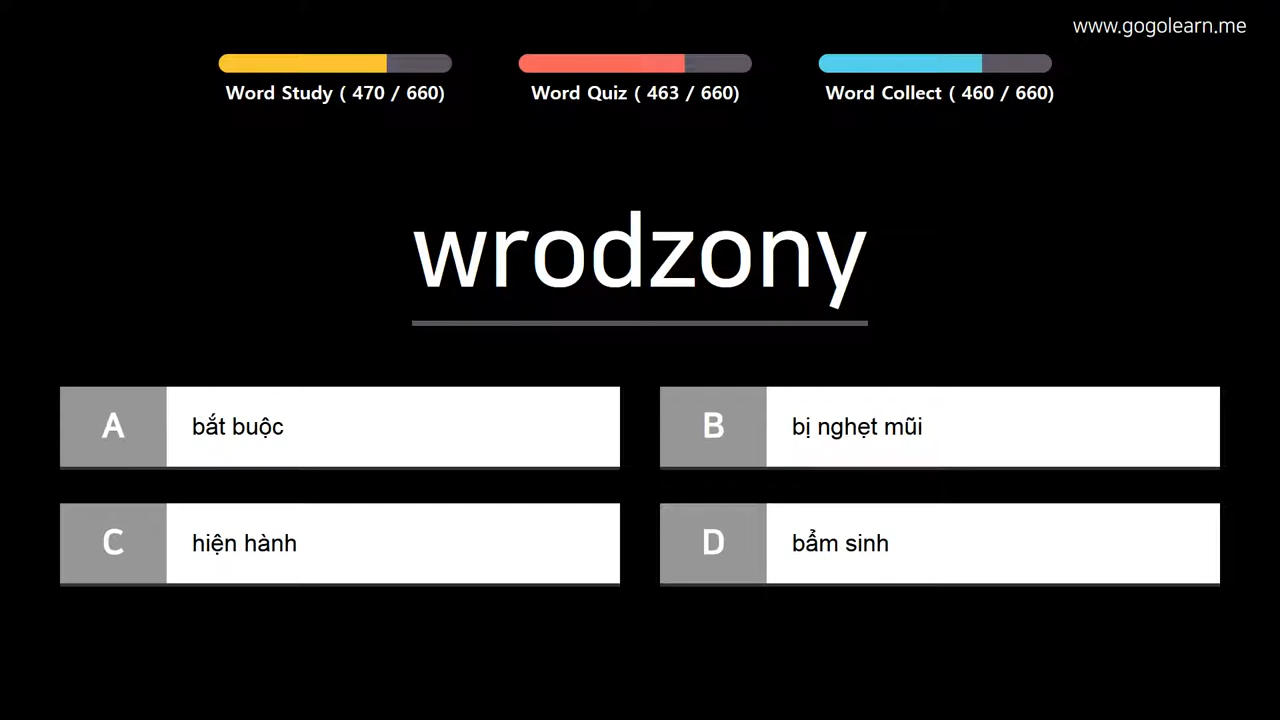 www.gogolearn.me
Word Study ( 470 / 660)
Word Quiz ( 463 / 660)
Word Collect ( 460 / 660)
wrodzony
A bắt buộc
B bị nghẹt mũi
C hiện hành
D bẩm sinh